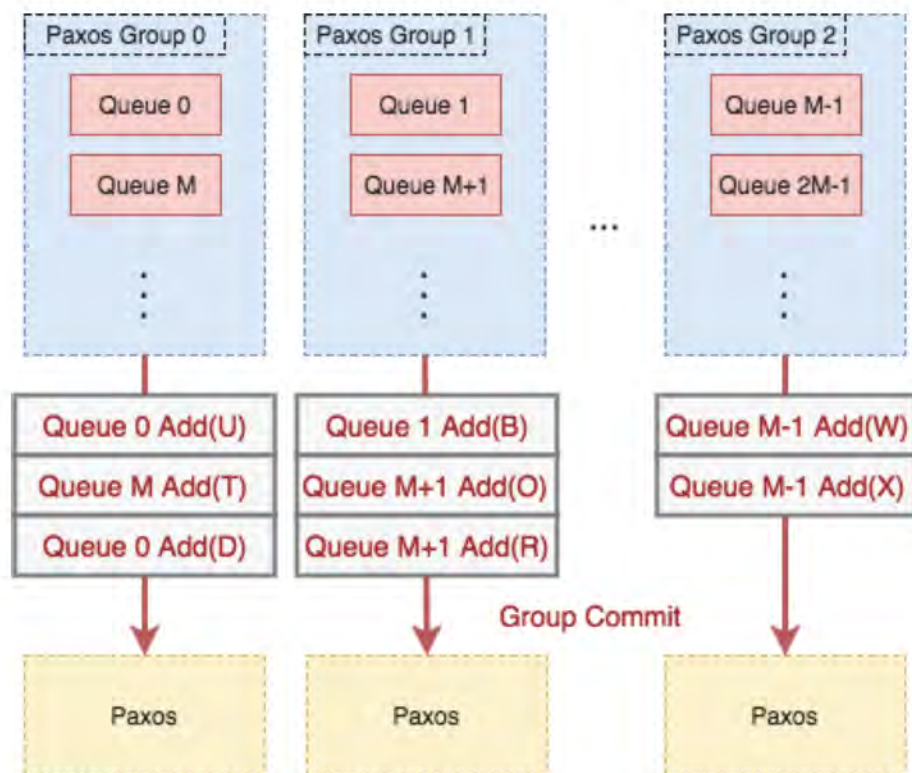 Paxos Group 0
Queue 0
Queue M
Queue 0 Add(U)
Queue M Add(T)
Queue 0 Add(D)
Paxos
Paxos Group 1
Queue 1
Queue M+1
Queue 1 Add(B)
Queue M+1 Add(O)
Queue M+1 Add(R)
Paxos
...
Group Commit
Paxos Group 2
Queue M-1
Queue 2M-1
Queue M-1 Add(W)
Queue M-1 Add(X)
Paxos